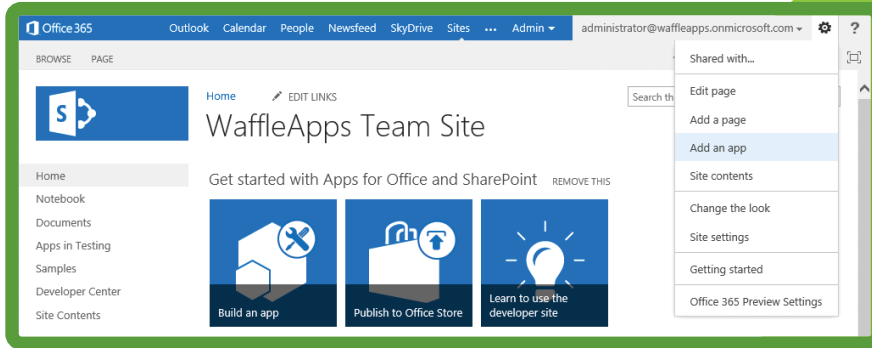 Office 365 Outlook Calendar People Newsfeed SkyDrive Sites ••• Admin administrator@waffleapps.onmicrosoft.com ?
BROWSE PAGE
Shared with...
Edit page
Add a page
Add an app
Site contents
Change the look
Site settings
Getting started
Office 365 Preview Settings
S
Home EDIT LINKS
Search th
WaffleApps Team Site
Home
Notebook
Documents
Apps in Testing
Samples
Developer Center
Site Contents
Get started with Apps for Office and SharePoint REMOVE THIS
Build an app
Publish to Office Store
Learn to use the
developer site